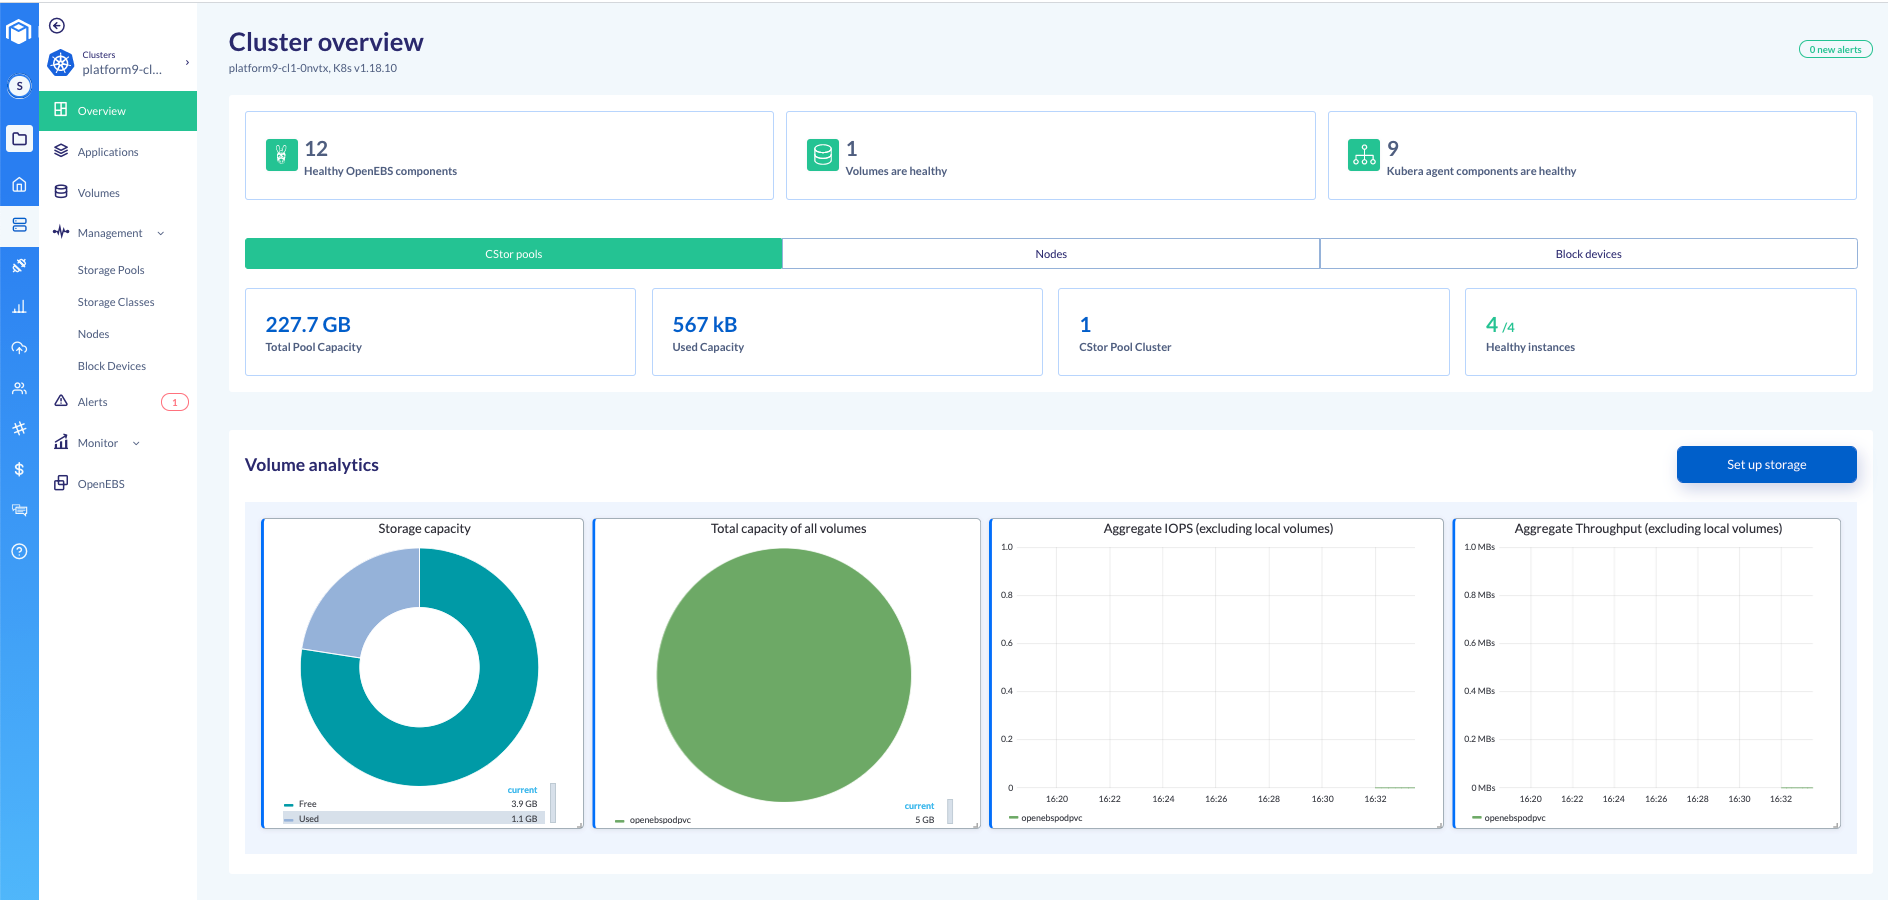 S
Clusters
platform9-cl...
Overview
Applications
Volumes
Management
Storage Pools
Storage Classes
Nodes
Block Devices
Alerts
1
Monitor
OpenEBS
Cluster overview
platform9-cl1-0nvtx, K8s v1.18.10
0 new alerts
12
Healthy OpenEBS components
1
Volumes are healthy
9
Kubera agent components are healthy
CStor pools
Nodes
Block devices
227.7 GB
Total Pool Capacity
567 kB
Used Capacity
1
CStor Pool Cluster
4 /4
Healthy instances
Volume analytics
Set up storage
Storage capacity
current
Free 3.9 GB
Used 1.1 GB
Total capacity of all volumes
current
openebspodpvc 5 GB
Aggregate IOPS (excluding local volumes)
1.0
0.8
0.6
0.4
0.2
0
16:20 16:22 16:24 16:26 16:28 16:30 16:32
openebspodpvc
Aggregate Throughput (excluding local volumes)
1.0 MBs
0.8 MBs
0.6 MBs
0.4 MBs
0.2 MBs
0 MBs
16:20 16:22 16:24 16:26 16:28 16:30 16:32
openebspodpvc